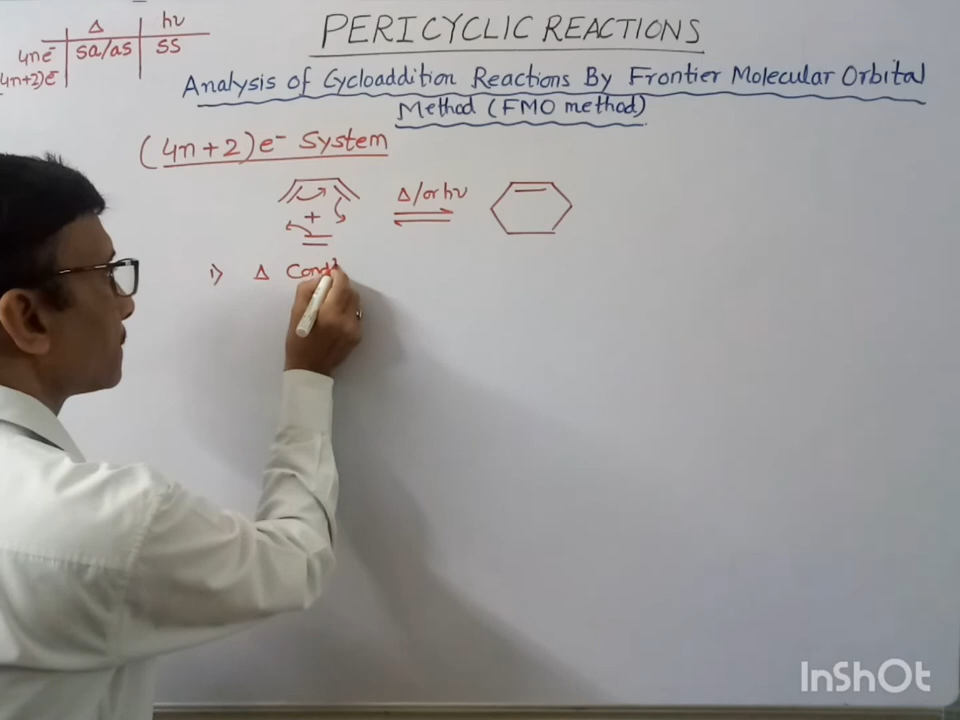 PERICYCLIC REACTIONS
Δ hν
4ne⁻ sa/as ss
4n+2)e⁻
Analysis of Cycloaddition Reactions By Frontier Molecular Orbital
Method (FMO method)
(4n+2)e⁻ System
+
Δ/or hν
1) Δ Cond
InShOt